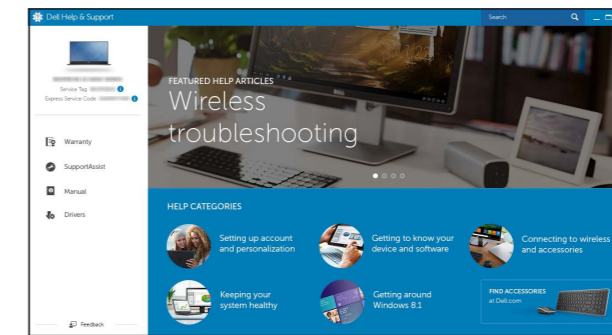 Dell Help & Support
Search
Service Tag
Express Service Code
Warranty
SupportAssist
Manual
Drivers
Feedback
FEATURED HELP ARTICLES
Wireless
troubleshooting
HELP CATEGORIES
Setting up account
and personalization
Getting to know your
device and software
Connecting to wireless
and accessories
Keeping your
system healthy
Getting around
Windows 8.1
FIND ACCESSORIES
at Dell.com